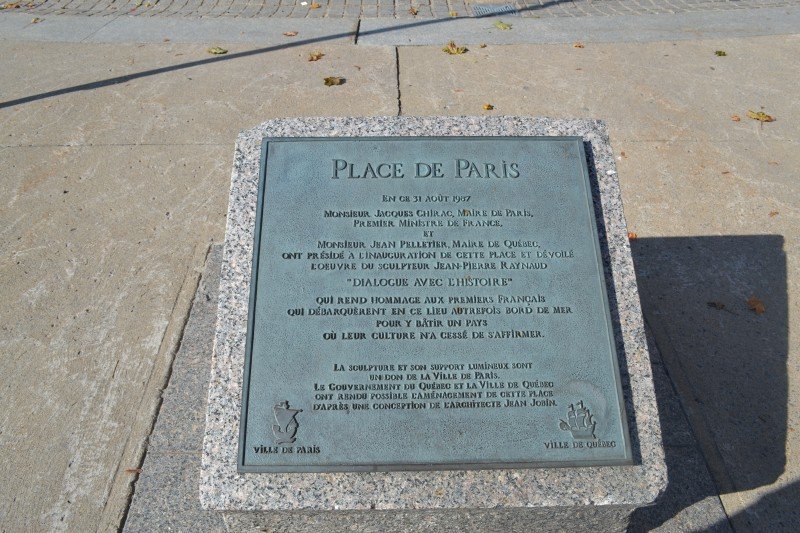 PLACE DE PARIS
EN CE 31 AOÛT 1987
MONSIEUR JACQUES CHIRAC, MAIRE DE PARIS,
PREMIER MINISTRE DE FRANCE,
ET
MONSIEUR JEAN PELLETIER, MAIRE DE QUÉBEC,
ONT PRÉSIDÉ À L'INAUGURATION DE CETTE PLACE ET DÉVOILÉ
L'OEUVRE DU SCULPTEUR JEAN-PIERRE RAYNAUD
"DIALOGUE AVEC L'HISTOIRE"
QUI REND HOMMAGE AUX PREMIERS FRANÇAIS
QUI DÉBARQUÈRENT EN CE LIEU AUTREFOIS BORD DE MER
POUR Y BÂTIR UN PAYS
OÙ LEUR CULTURE N'A CESSÉ DE S'AFFIRMER.
LA SCULPTURE ET SON SUPPORT LUMINEUX SONT
UN DON DE LA VILLE DE PARIS.
LE GOUVERNEMENT DU QUÉBEC ET LA VILLE DE QUÉBEC
ONT RENDU POSSIBLE L'AMÉNAGEMENT DE CETTE PLACE
D'APRÈS UNE CONCEPTION DE L'ARCHITECTE JEAN JOBIN.
VILLE DE PARIS
VILLE DE QUÉBEC